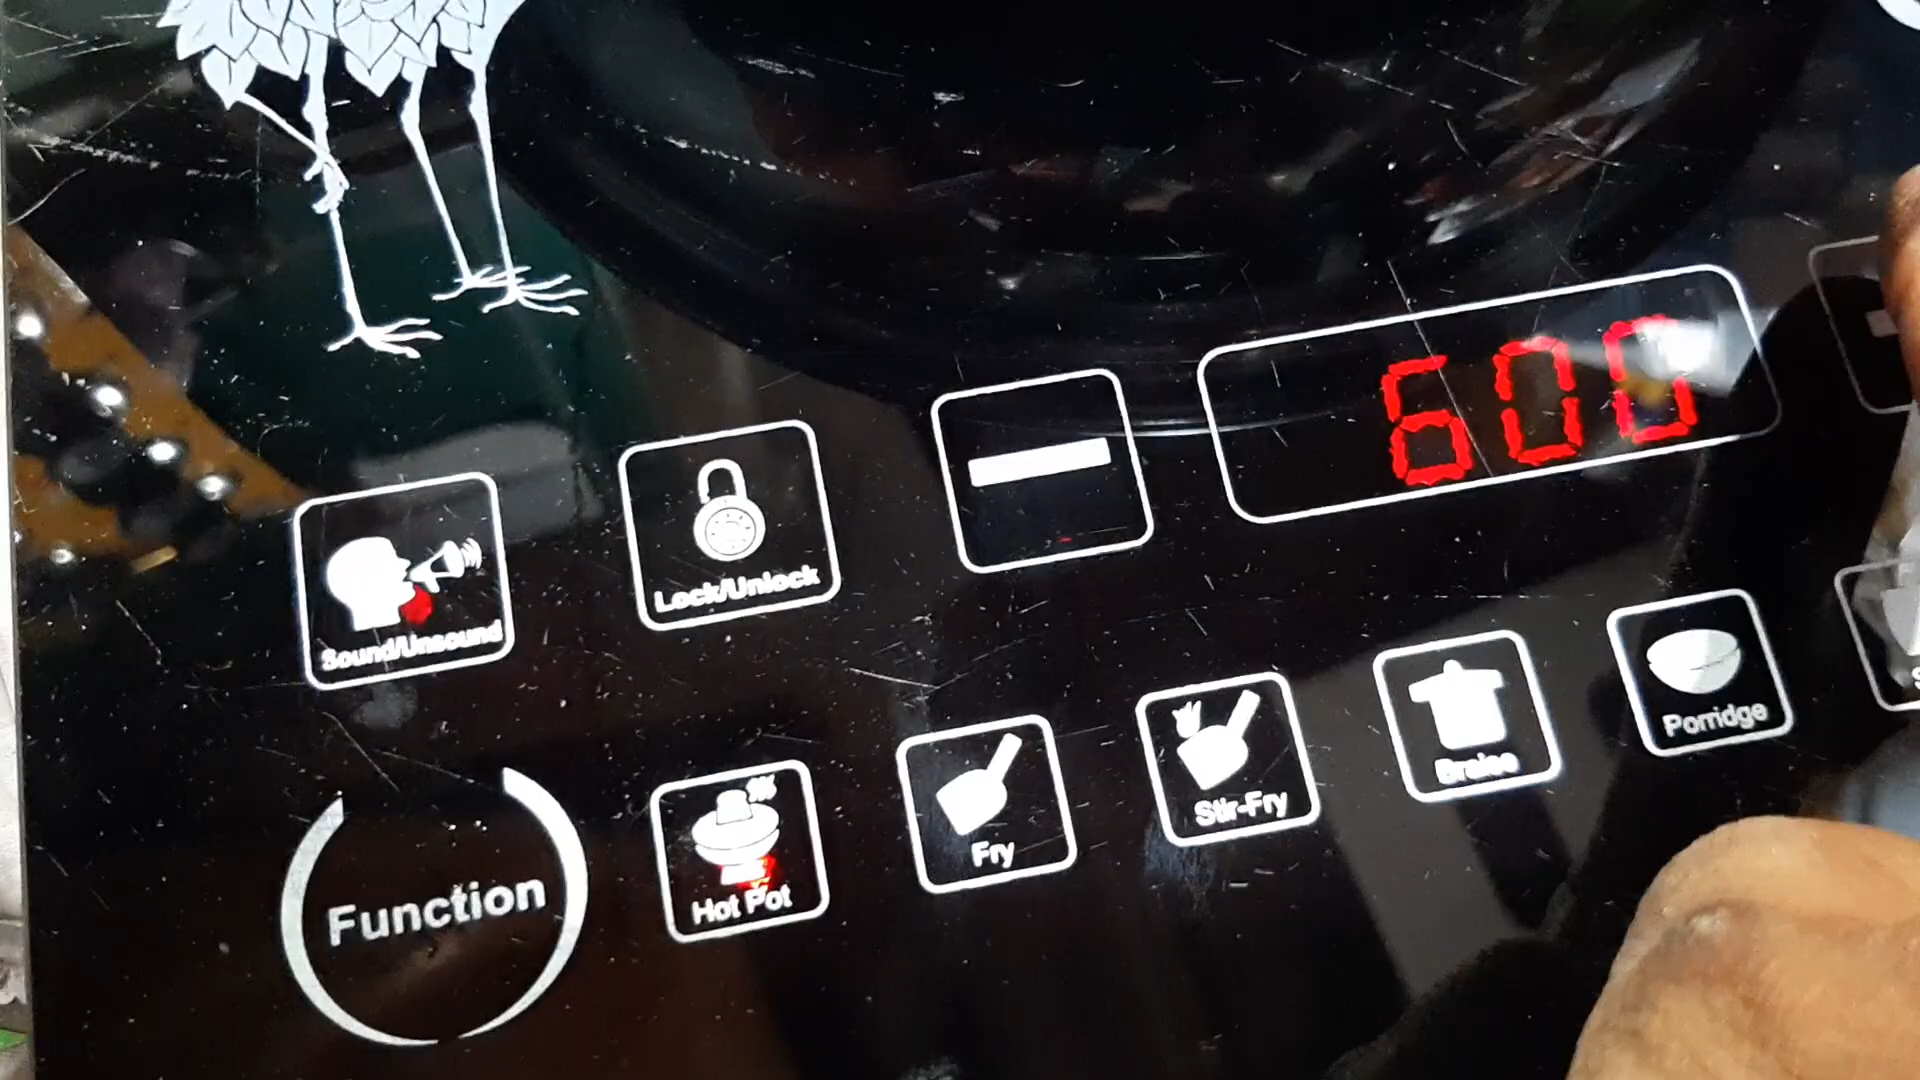 600
Sound/Unsound
Lock/Unlock
Function
Hot Pot
Fry
Stir-Fry
Braise
Porridge